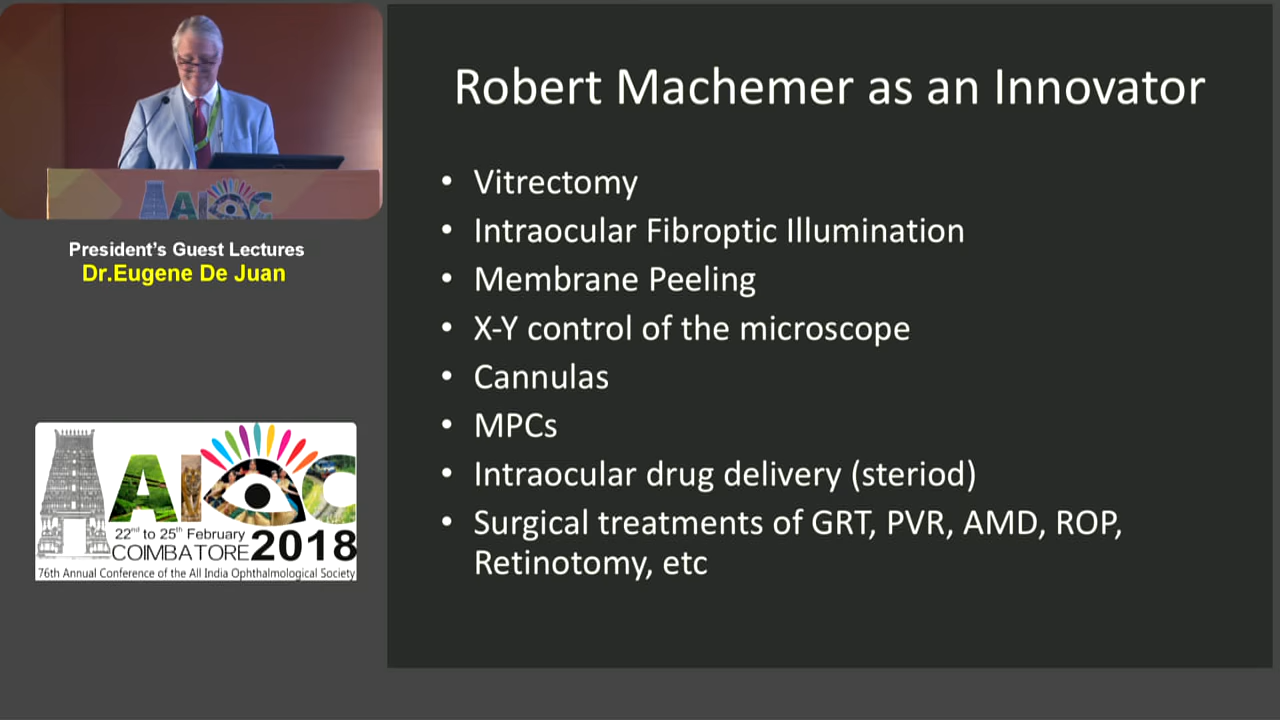 Robert Machemer as an Innovator
• Vitrectomy
• Intraocular Fibroptic Illumination
• Membrane Peeling
• X-Y control of the microscope
• Cannulas
• MPCs
• Intraocular drug delivery (steriod)
• Surgical treatments of GRT, PVR, AMD, ROP,
Retinotomy, etc
AIOC
President's Guest Lectures
Dr.Eugene De Juan
AIOC
22nd to 25th February
COIMBATORE 2018
76th Annual Conference of the All India Ophthalmological Society